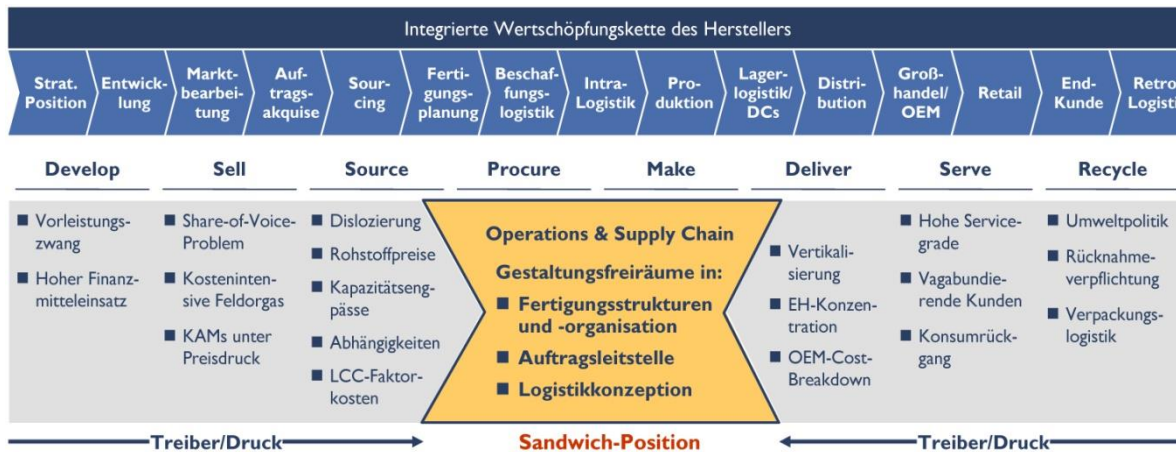 Integrierte Wertschöpfungskette des Herstellers
Strat.
Position
Entwick-
lung
Markt-
bearbei-
tung
Auf-
trags-
akquise
Sour-
cing
Ferti-
gungs-
planung
Beschaf-
fungs-
logistik
Intra-
Logistik
Pro-
duktion
Lager-
logistik/
DCs
Distri-
bution
Groß-
handel/
OEM
Retail
End-
Kunde
Retro
Logisti
Develop
Sell
Source
Procure
Make
Deliver
Serve
Recycle
■ Vorleistungs-
zwang
■ Hoher Finanz-
mitteleinsatz
■ Share-of-Voice-
Problem
■ Kosteninten-
sive Feldorgas
■ KAMs unter
Preisdruck
■ Dislozierung
■ Rohstoffpreise
■ Kapazitätseng-
pässe
■ Abhängigkeiten
■ LCC-Faktor-
kosten
Operations & Supply Chain
Gestaltungsfreiräume in:
■ Fertigungsstrukturen
und -organisation
■ Auftragsleitstelle
■ Logistikkonzeption
■ Vertikali-
sierung
■ EH-Konzen-
tration
■ OEM-Cost-
Breakdown
■ Hohe Service-
grade
■ Vagabundi-
erende Kunden
■ Konsumrück-
gang
■ Umweltpolitik
■ Rücknahme-
verpflichtung
■ Verpackungs-
logistik
Treiber/Druck
Sandwich-Position
Treiber/Druck